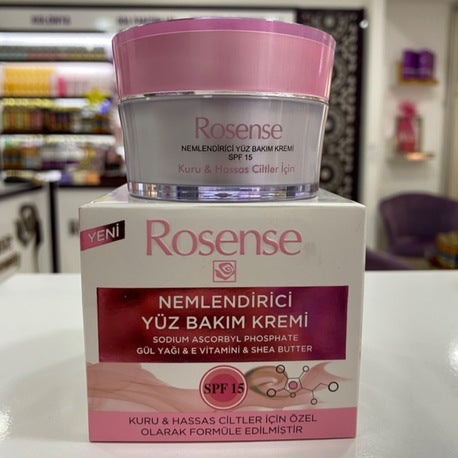 Rosense
NEMLENDİRİCİ YÜZ BAKIM KREMİ
SPF 15
Kuru & Hassas Ciltler İçin
YENİ
Rosense
NEMLENDİRİCİ
YÜZ BAKIM KREMİ
SODIUM ASCORBYL PHOSPHATE
GÜL YAĞI & E VİTAMİNİ & SHEA BUTTER
SPF 15
KURU & HASSAS CİLTLER İÇİN ÖZEL
OLARAK FORMÜLE EDİLMİŞTİR